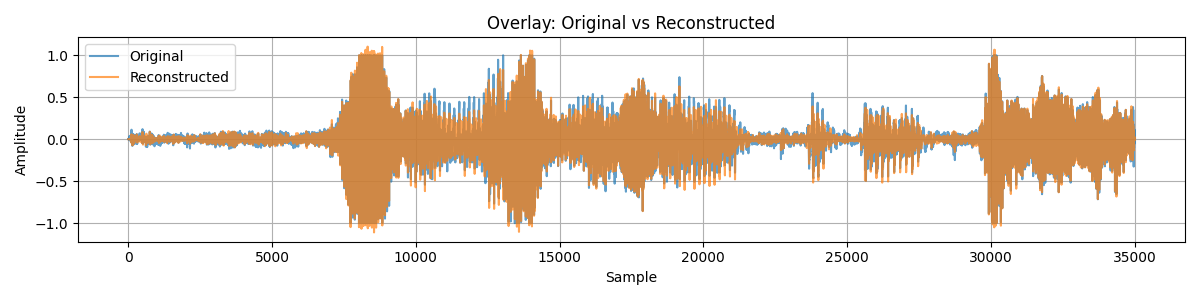 Overlay: Original vs Reconstructed
Original
Reconstructed
Amplitude
1.0
0.5
0.0
−0.5
−1.0
0 5000 10000 15000 20000 25000 30000 35000
Sample